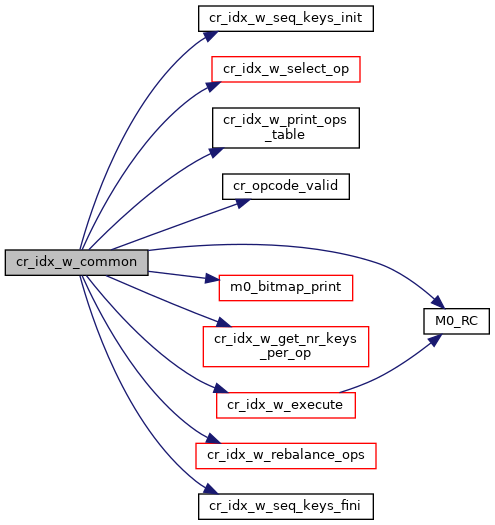 cr_idx_w_seq_keys_init
cr_idx_w_select_op
cr_idx_w_print_ops
_table
cr_opcode_valid
cr_idx_w_common
m0_bitmap_print
M0_RC
cr_idx_w_get_nr_keys
_per_op
cr_idx_w_execute
cr_idx_w_rebalance_ops
cr_idx_w_seq_keys_fini